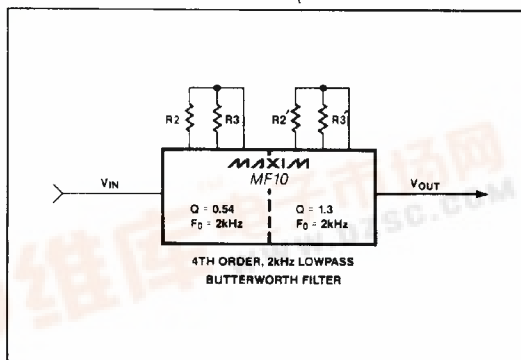 R2
R3
R2'
R3'
MAXIM
MF10
VIN
VOUT
Q = 0.54
F0 = 2kHz
Q = 1.3
F0 = 2kHz
4TH ORDER, 2kHz LOWPASS
BUTTERWORTH FILTER